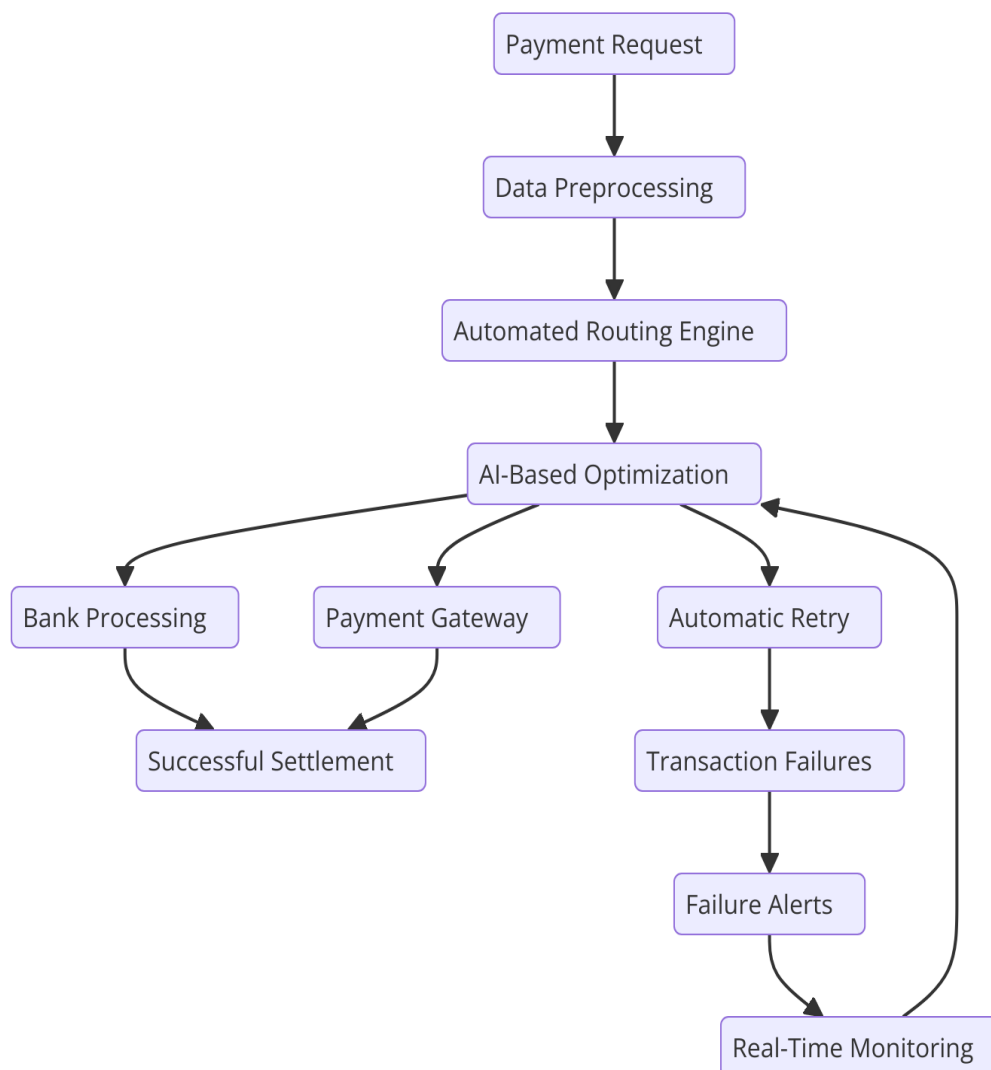 Payment Request
Data Preprocessing
Automated Routing Engine
AI-Based Optimization
Bank Processing
Payment Gateway
Automatic Retry
Successful Settlement
Transaction Failures
Failure Alerts
Real-Time Monitoring